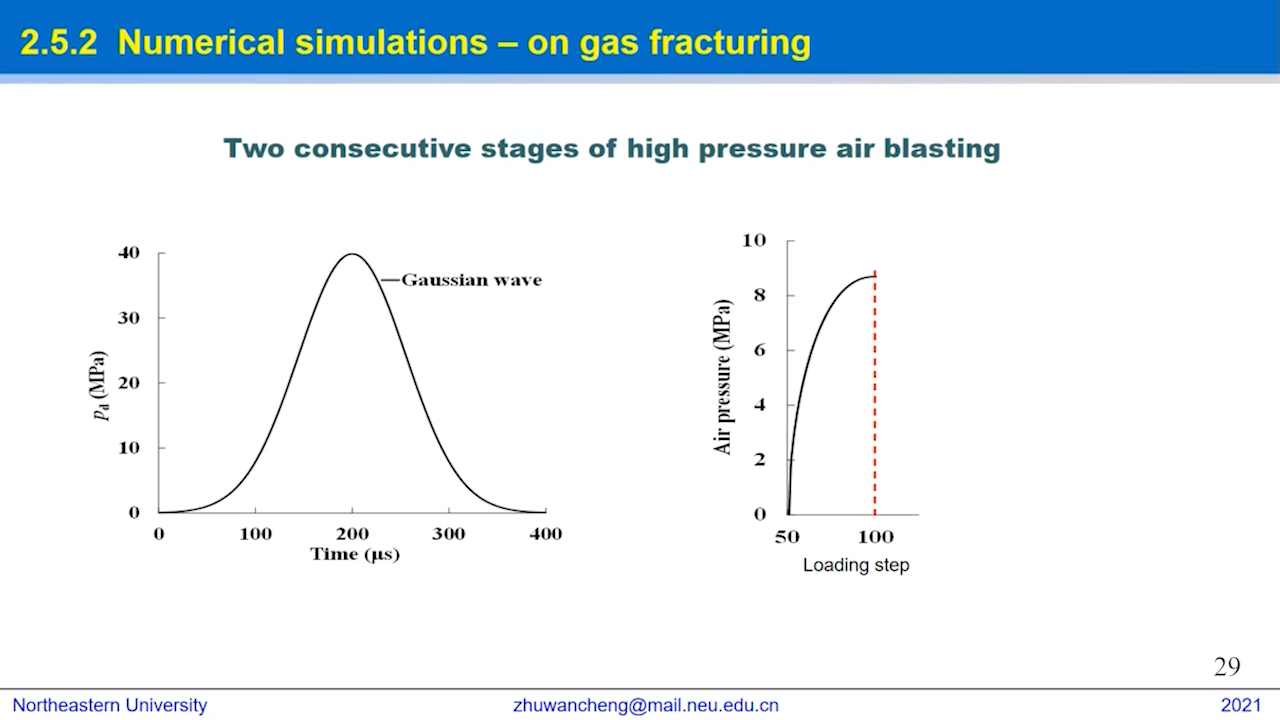 2.5.2 Numerical simulations – on gas fracturing
Two consecutive stages of high pressure air blasting
40
30
20
10
0
pd (MPa)
Gaussian wave
0 100 200 300 400
Time (μs)
10
8
6
4
2
0
Air pressure (MPa)
50 100
Loading step
29
Northeastern University zhuwancheng@mail.neu.edu.cn 2021